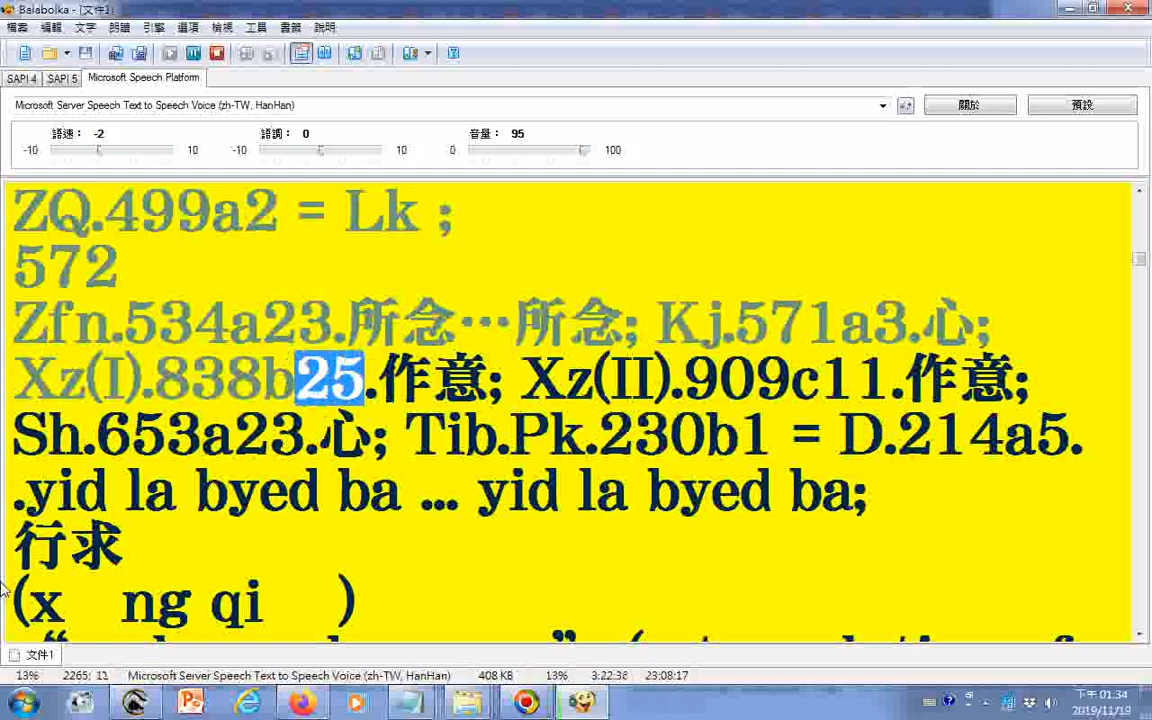 Balabolka - [文件1]
檔案 編輯 文字 朗讀 引擎 選項 檢視 工具 書籤 說明
SAPI 4 SAPI 5 Microsoft Speech Platform
Microsoft Server Speech Text to Speech Voice (zh-TW, HanHan) 關於 預設
語速： -2 語調： 0 音量： 95
-10 10 -10 10 0 100
ZQ.499a2 = Lk ;
572
Zfn.534a23.所念…所念; Kj.571a3.心;
Xz(I).838b25.作意; Xz(II).909c11.作意;
Sh.653a23.心; Tib.Pk.230b1 = D.214a5.
.yid la byed ba ... yid la byed ba;
行求
(x ng qi )
文件1
13% 2265: 11 Microsoft Server Speech Text to Speech Voice (zh-TW, HanHan) 408 KB 13% 3:22:36 23:08:17
下午 01:34
2019/11/19